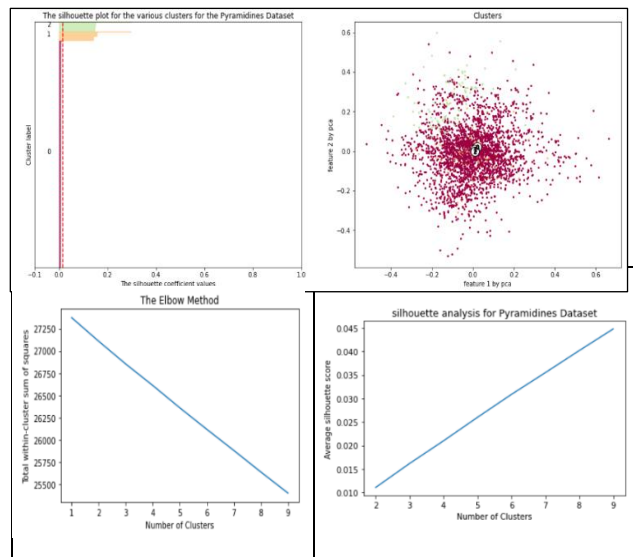 The silhouette plot for the various clusters for the Pyramidines Dataset
Cluster label
2
1
0
-0.1 0.0 0.2 0.4 0.6 0.8 1.0
The silhouette coefficient values
Clusters
feature 2 by pca
0.6
0.4
0.2
0.0
-0.2
-0.4
-0.4 -0.2 0.0 0.2 0.4 0.6
feature 1 by pca
The Elbow Method
Total within-cluster sum of squares
27250
27000
26750
26500
26250
26000
25750
25500
1 2 3 4 5 6 7 8 9
Number of Clusters
silhouette analysis for Pyramidines Dataset
Average silhouette score
0.045
0.040
0.035
0.030
0.025
0.020
0.015
0.010
2 3 4 5 6 7 8 9
Number of Clusters